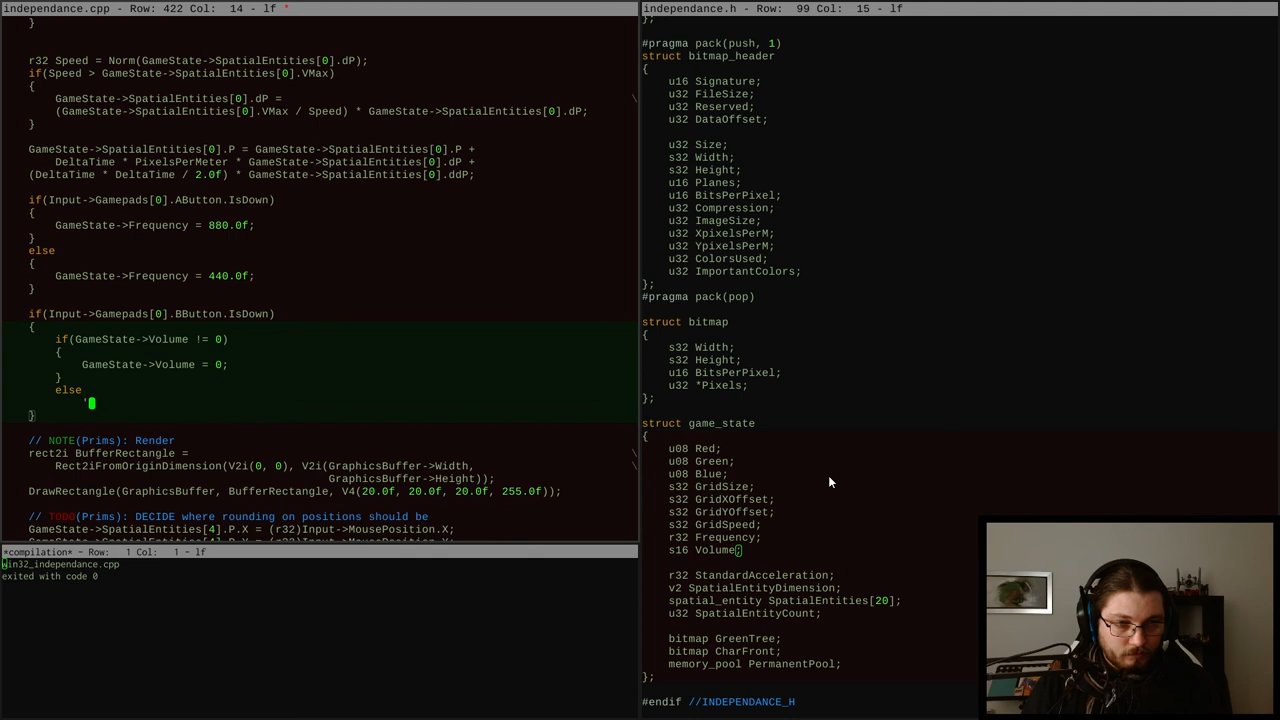 independance.cpp - Row: 422 Col:  14 - lf *
}
r32 Speed = Norm(GameState->SpatialEntities[0].dP);
if(Speed > GameState->SpatialEntities[0].VMax)
{
GameState->SpatialEntities[0].dP =
(GameState->SpatialEntities[0].VMax / Speed) * GameState->SpatialEntities[0].dP;
}
GameState->SpatialEntities[0].P = GameState->SpatialEntities[0].P +
DeltaTime * PixelsPerMeter * GameState->SpatialEntities[0].dP +
(DeltaTime * DeltaTime / 2.0f) * GameState->SpatialEntities[0].ddP;
if(Input->Gamepads[0].AButton.IsDown)
{
GameState->Frequency = 880.0f;
}
else
{
GameState->Frequency = 440.0f;
}
if(Input->Gamepads[0].BButton.IsDown)
{
if(GameState->Volume != 0)
{
GameState->Volume = 0;
}
else
'
}
// NOTE(Prims): Render
rect2i BufferRectangle =
Rect2iFromOriginDimension(V2i(0, 0), V2i(GraphicsBuffer->Width,
GraphicsBuffer->Height));
DrawRectangle(GraphicsBuffer, BufferRectangle, V4(20.0f, 20.0f, 20.0f, 255.0f));
// TODO(Prims): DECIDE where rounding on positions should be
GameState->SpatialEntities[4].P.X = (r32)Input->MousePosition.X;
*compilation* - Row:   1 Col:   1 - lf
win32_independance.cpp
exited with code 0
independance.h - Row:  99 Col:  15 - lf
};
#pragma pack(push, 1)
struct bitmap_header
{
u16 Signature;
u32 FileSize;
u32 Reserved;
u32 DataOffset;
u32 Size;
s32 Width;
s32 Height;
u16 Planes;
u16 BitsPerPixel;
u32 Compression;
u32 ImageSize;
u32 XpixelsPerM;
u32 YpixelsPerM;
u32 ColorsUsed;
u32 ImportantColors;
};
#pragma pack(pop)
struct bitmap
{
s32 Width;
s32 Height;
u16 BitsPerPixel;
u32 *Pixels;
};
struct game_state
{
u08 Red;
u08 Green;
u08 Blue;
s32 GridSize;
s32 GridXOffset;
s32 GridYOffset;
s32 GridSpeed;
r32 Frequency;
s16 Volume;
r32 StandardAcceleration;
v2 SpatialEntityDimension;
spatial_entity SpatialEntities[20];
u32 SpatialEntityCount;
bitmap GreenTree;
bitmap CharFront;
memory_pool PermanentPool;
};
#endif //INDEPENDANCE_H